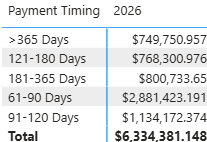 Payment Timing 2026
>365 Days $749,750.957
121-180 Days $768,300.976
181-365 Days $800,733.65
61-90 Days $2,881,423.191
91-120 Days $1,134,172.374
Total $6,334,381.148